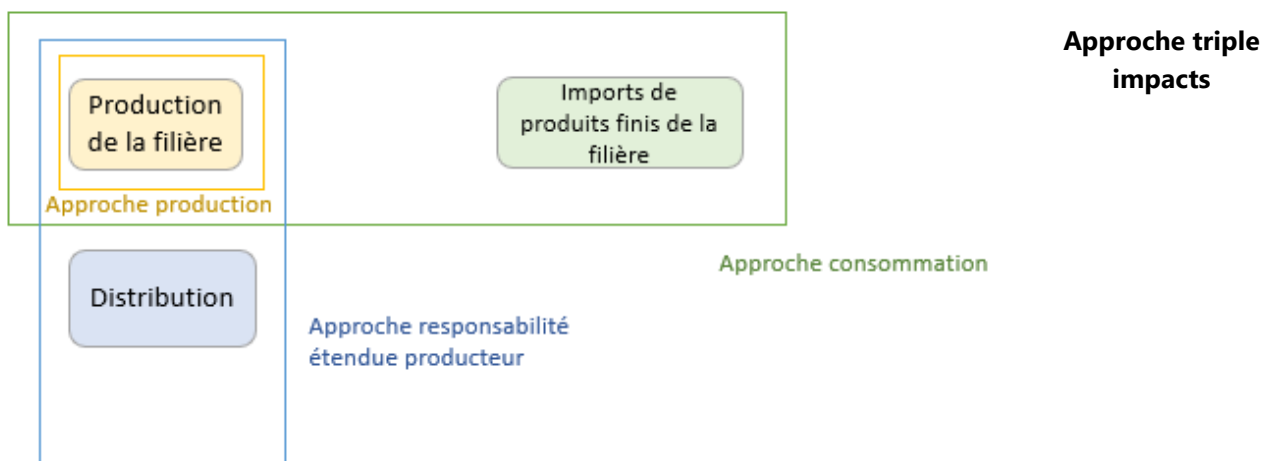 Approche triple
impacts
Production
de la filière
Imports de
produits finis de la
filière
Approche production
Distribution
Approche consommation
Approche responsabilité
étendue producteur